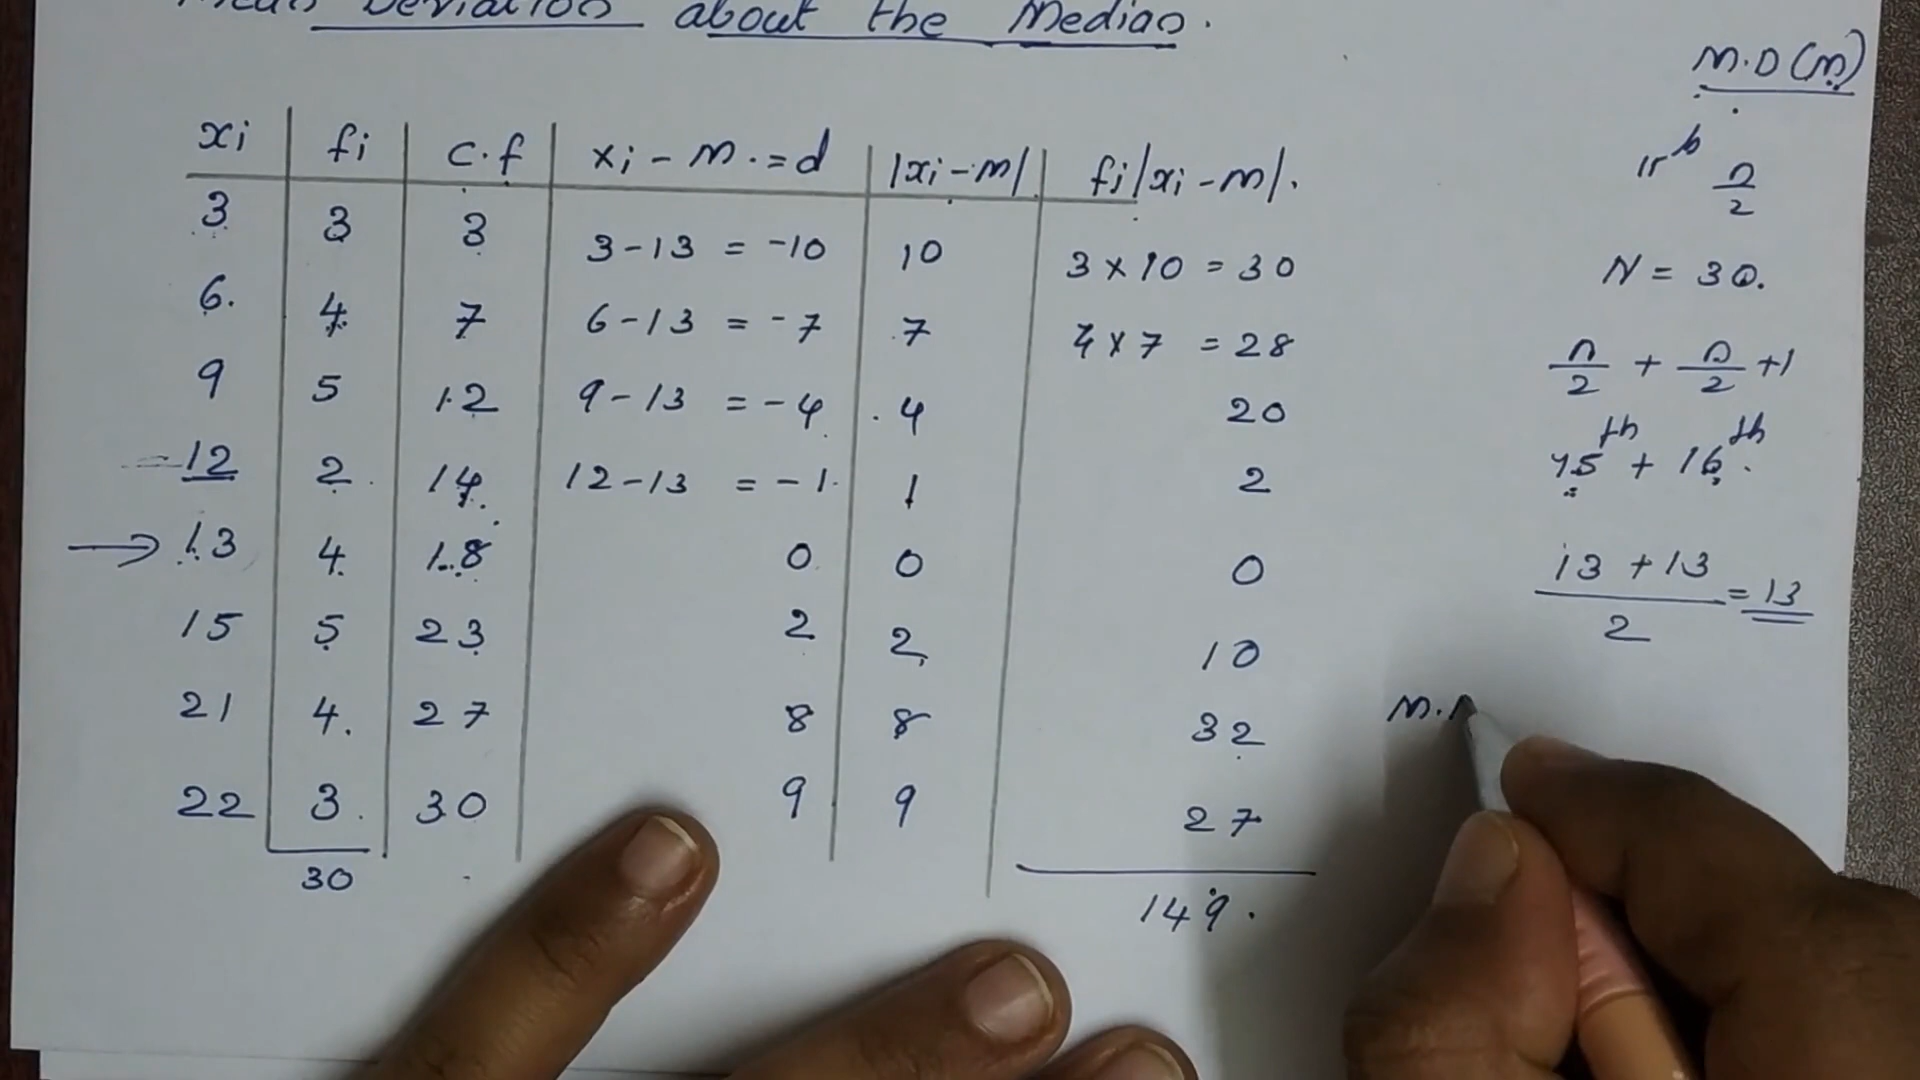 Mean Deviation about the Median.
M.D (M)
xi fi c.f xi - M. = d |xi - M| fi |xi - M|.
n/2
3 3 3 3 - 13 = -10 10 3 × 10 = 30
N = 30.
6. 4 7 6 - 13 = -7 7 4 × 7 = 28
n/2 + n/2 + 1
9 5 12 9 - 13 = -4 4 20
15th + 16th.
12 2 14 12 - 13 = -1 1 2
→ 13 4 18 0 0 0
13 + 13 / 2 = 13
15 5 23 2 2 10
21 4. 27 8 8 32
M.
22 3. 30 9 9 27
30 149.